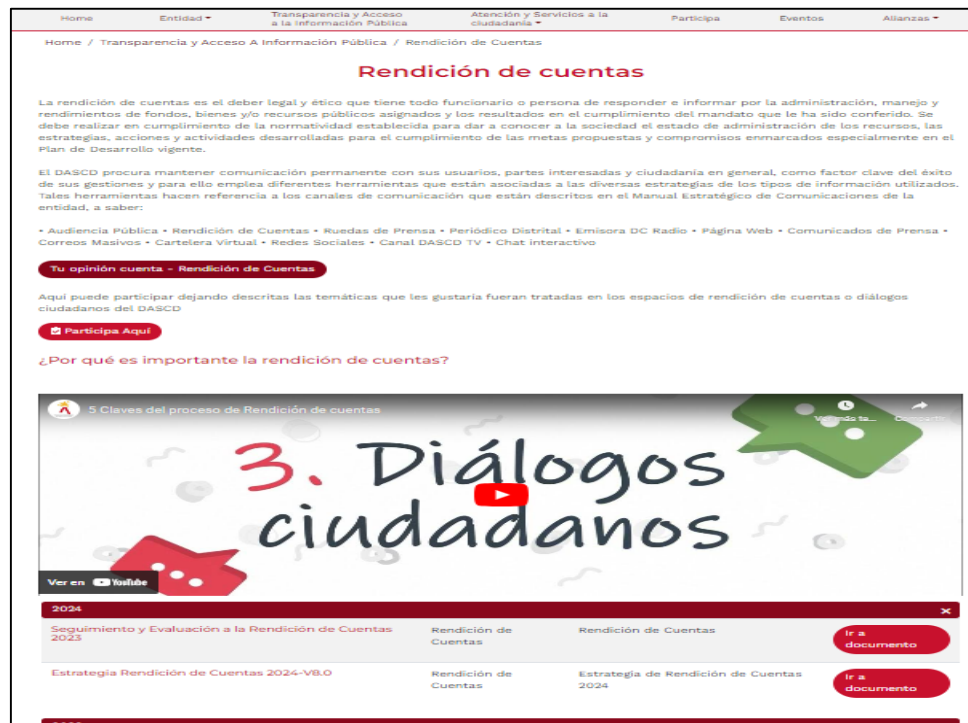 Home Entidad Transparencia y Acceso a la Información Pública Atención y Servicios a la ciudadanía Participa Eventos Alianzas
Home / Transparencia y Acceso A Información Pública / Rendición de Cuentas
Rendición de cuentas
La rendición de cuentas es el deber legal y ético que tiene todo funcionario o persona de responder e informar por la administración, manejo y
rendimientos de fondos, bienes y/o recursos públicos asignados y los resultados en el cumplimiento del mandato que le ha sido conferido. Se
debe realizar en cumplimiento de la normatividad establecida para dar a conocer a la sociedad el estado de administración de los recursos, las
estrategias, acciones y actividades desarrolladas para el cumplimiento de las metas propuestas y compromisos enmarcados especialmente en el
Plan de Desarrollo vigente.
El DASCD procura mantener comunicación permanente con sus usuarios, partes interesadas y ciudadanía en general, como factor clave del éxito
de sus gestiones y para ello emplea diferentes herramientas que están asociadas a las diversas estrategias de los tipos de información utilizados.
Tales herramientas hacen referencia a los canales de comunicación que están descritos en el Manual Estratégico de Comunicaciones de la
entidad, a saber:
• Audiencia Pública • Rendición de Cuentas • Ruedas de Prensa • Periódico Distrital • Emisora DC Radio • Página Web • Comunicados de Prensa •
Correos Masivos • Cartelera Virtual • Redes Sociales • Canal DASCD TV • Chat interactivo
Tu opinión cuenta - Rendición de Cuentas
Aquí puede participar dejando descritas las temáticas que les gustaría fueran tratadas en los espacios de rendición de cuentas o diálogos
ciudadanos del DASCD
Participa Aquí
¿Por qué es importante la rendición de cuentas?
5 Claves del proceso de Rendición de cuentas
Ver más ta... Compartir
3. Diálogos
ciudadanos
Ver en YouTube
2024 ×
Seguimiento y Evaluación a la Rendición de Cuentas 2023 Rendición de Cuentas Rendición de Cuentas Ir a documento
Estrategia Rendición de Cuentas 2024-V8.0 Rendición de Cuentas Estrategia de Rendición de Cuentas 2024 Ir a documento